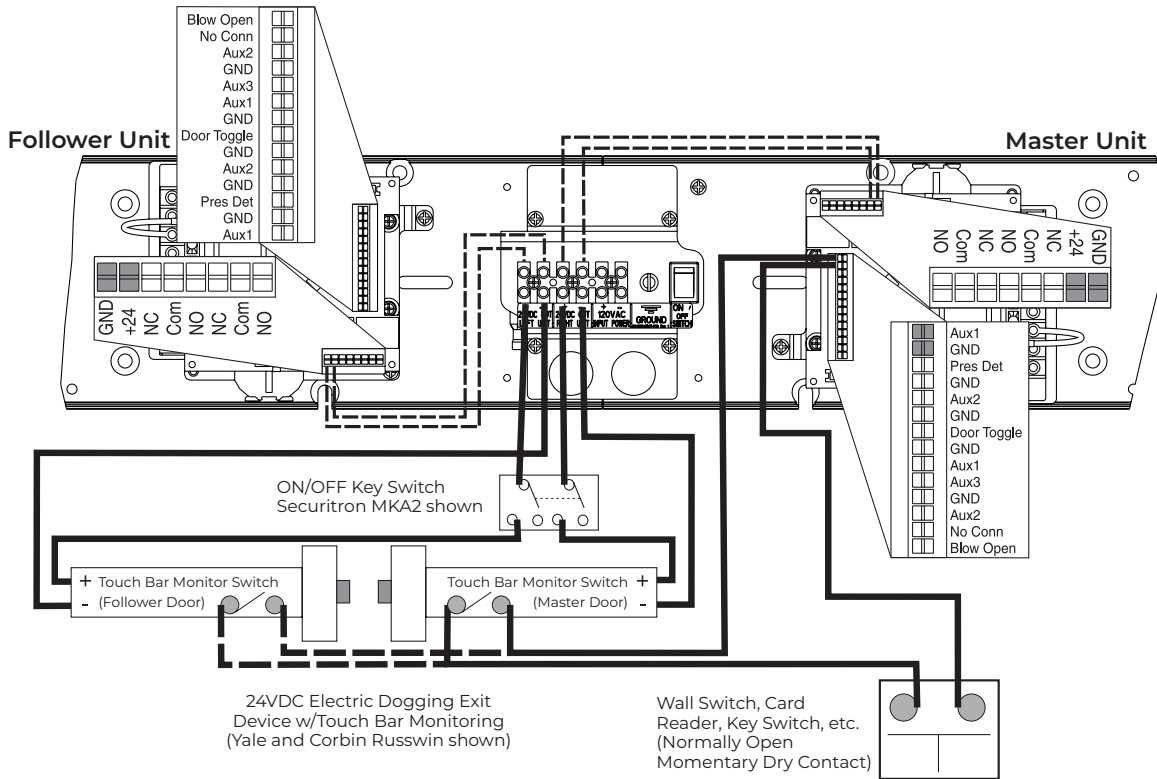 Blow Open
No Conn
Aux2
GND
Aux3
Aux1
GND
Door Toggle
GND
Aux2
GND
Pres Det
GND
Aux1
Follower Unit
Master Unit
GND
+24
NC
Com
NO
NC
Com
NO
NO
Com
NC
NO
Com
NC
+24
GND
+ -
120VAC
INPUT POWER
GROUND
ON
OFF
SWITCH
Aux1
GND
Pres Det
GND
Aux2
GND
Door Toggle
GND
Aux1
Aux3
GND
Aux2
No Conn
Blow Open
ON/OFF Key Switch
Securitron MKA2 shown
+ Touch Bar Monitor Switch
- (Follower Door)
Touch Bar Monitor Switch +
(Master Door) -
24VDC Electric Dogging Exit
Device w/Touch Bar Monitoring
(Yale and Corbin Russwin shown)
Wall Switch, Card
Reader, Key Switch, etc.
(Normally Open
Momentary Dry Contact)